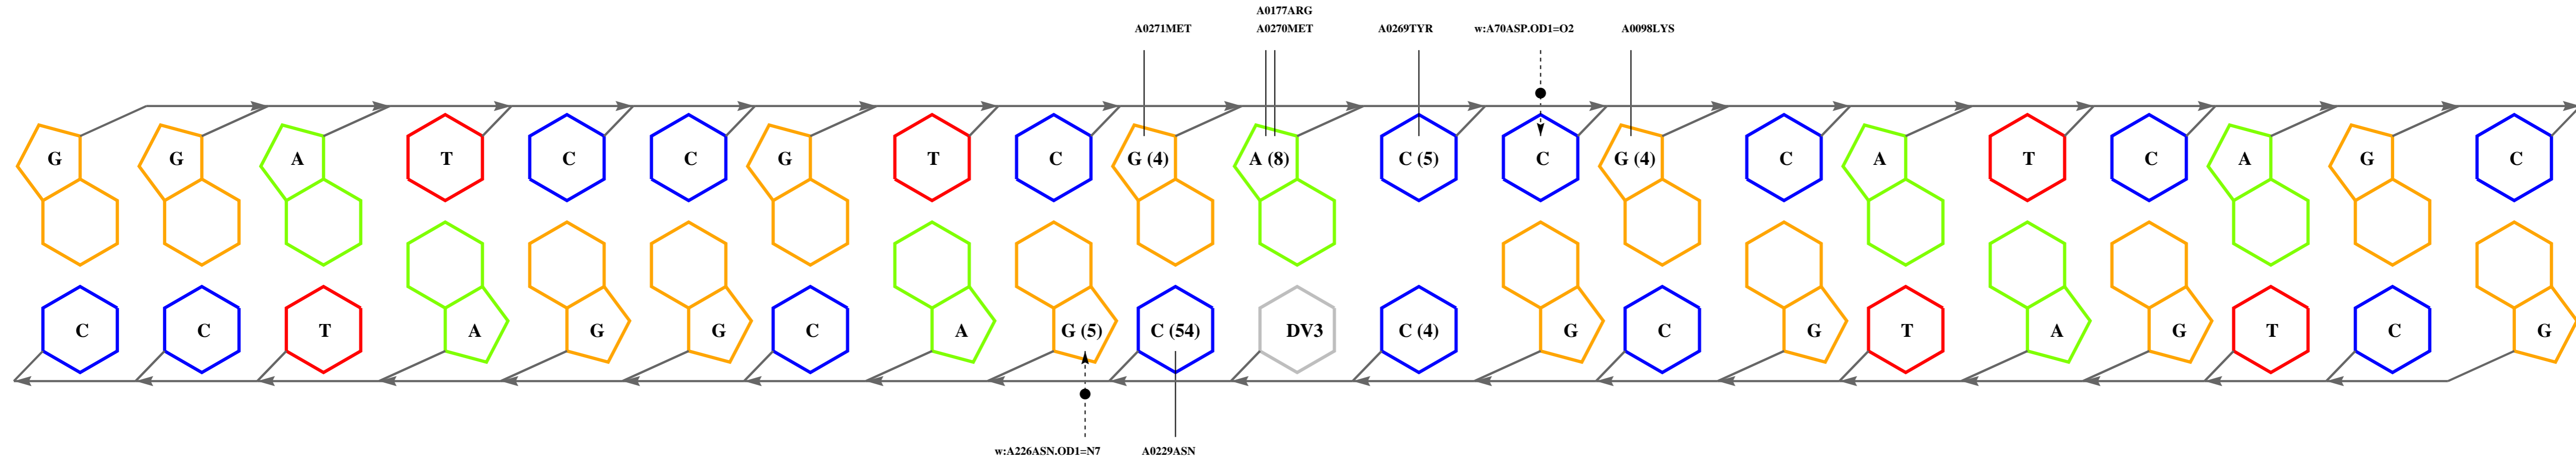 A0177ARG
A0271MET A0270MET A0269TYR w:A70ASP.OD1=O2 A0098LYS
G G A T C C G T C G (4) A (8) C (5) C G (4) C A T C A G C
C C T A G G C A G (5) C (54) DV3 C (4) G C G T A G T C G
w:A226ASN.OD1=N7 A0229ASN